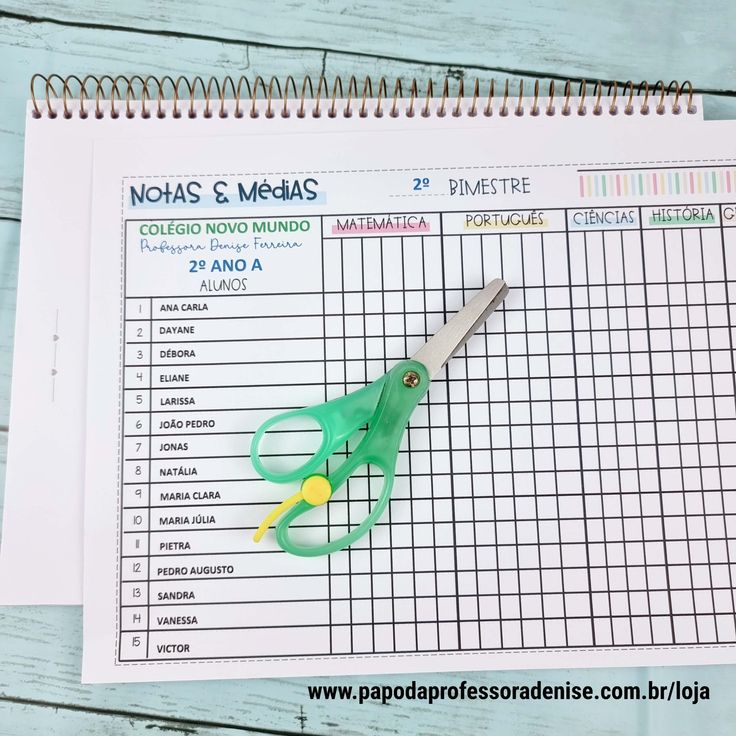 Notas & Médias
2º BIMESTRE
COLÉGIO NOVO MUNDO
Professora Denise Ferreira
2º ANO A
ALUNOS
MATEMÁTICA PORTUGUÊS CIÊNCIAS HISTÓRIA
1 ANA CARLA
2 DAYANE
3 DÉBORA
4 ELIANE
5 LARISSA
6 JOÃO PEDRO
7 JONAS
8 NATÁLIA
9 MARIA CLARA
10 MARIA JÚLIA
11 PIETRA
12 PEDRO AUGUSTO
13 SANDRA
14 VANESSA
15 VICTOR
www.papodaprofessoradenise.com.br/loja